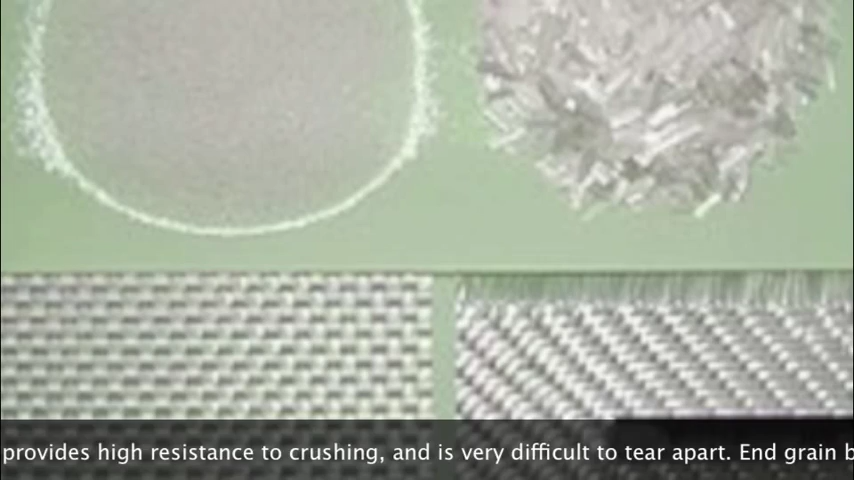 provides high resistance to crushing, and is very difficult to tear apart. End grain b